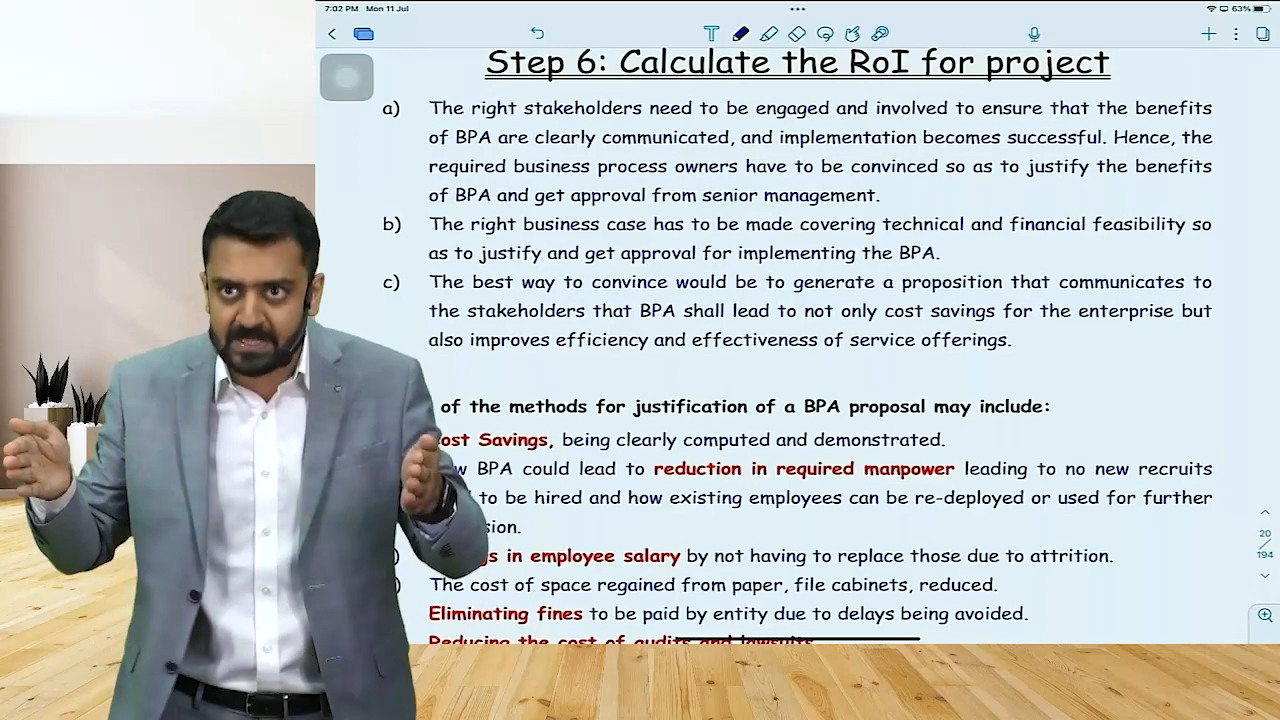 7:02 PM Mon 11 Jul
63%
Step 6: Calculate the RoI for project
a) The right stakeholders need to be engaged and involved to ensure that the benefits
of BPA are clearly communicated, and implementation becomes successful. Hence, the
required business process owners have to be convinced so as to justify the benefits
of BPA and get approval from senior management.
b) The right business case has to be made covering technical and financial feasibility so
as to justify and get approval for implementing the BPA.
c) The best way to convince would be to generate a proposition that communicates to
the stakeholders that BPA shall lead to not only cost savings for the enterprise but
also improves efficiency and effectiveness of service offerings.
of the methods for justification of a BPA proposal may include:
Savings, being clearly computed and demonstrated.
BPA could lead to reduction in required manpower leading to no new recruits
to be hired and how existing employees can be re-deployed or used for further
in employee salary by not having to replace those due to attrition.
The cost of space regained from paper, file cabinets, reduced.
Eliminating fines to be paid by entity due to delays being avoided.
Reducing the cost of audits and lawsuits.
20
194